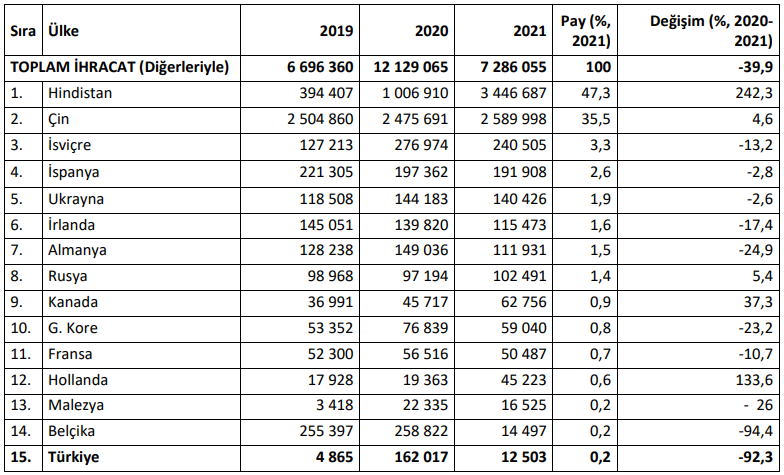 Sıra Ülke 2019 2020 2021 Pay (%, 2021) Değişim (%, 2020-2021)
TOPLAM İHRACAT (Diğerleriyle) 6 696 360 12 129 065 7 286 055 100 -39,9
1. Hindistan 394 407 1 006 910 3 446 687 47,3 242,3
2. Çin 2 504 860 2 475 691 2 589 998 35,5 4,6
3. İsviçre 127 213 276 974 240 505 3,3 -13,2
4. İspanya 221 305 197 362 191 908 2,6 -2,8
5. Ukrayna 118 508 144 183 140 426 1,9 -2,6
6. İrlanda 145 051 139 820 115 473 1,6 -17,4
7. Almanya 128 238 149 036 111 931 1,5 -24,9
8. Rusya 98 968 97 194 102 491 1,4 5,4
9. Kanada 36 991 45 717 62 756 0,9 37,3
10. G. Kore 53 352 76 839 59 040 0,8 -23,2
11. Fransa 52 300 56 516 50 487 0,7 -10,7
12. Hollanda 17 928 19 363 45 223 0,6 133,6
13. Malezya 3 418 22 335 16 525 0,2 - 26
14. Belçika 255 397 258 822 14 497 0,2 -94,4
15. Türkiye 4 865 162 017 12 503 0,2 -92,3